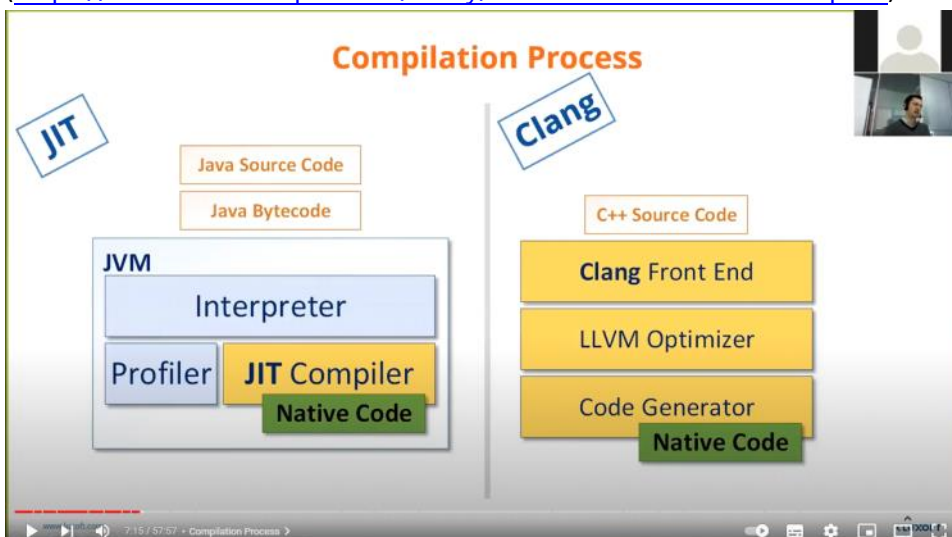 Compilation Process
JIT
Java Source Code
Java Bytecode
JVM
Interpreter
Profiler
JIT Compiler
Native Code
Clang
C++ Source Code
Clang Front End
LLVM Optimizer
Code Generator
Native Code
7:15 / 57:57 • Compilation Process >